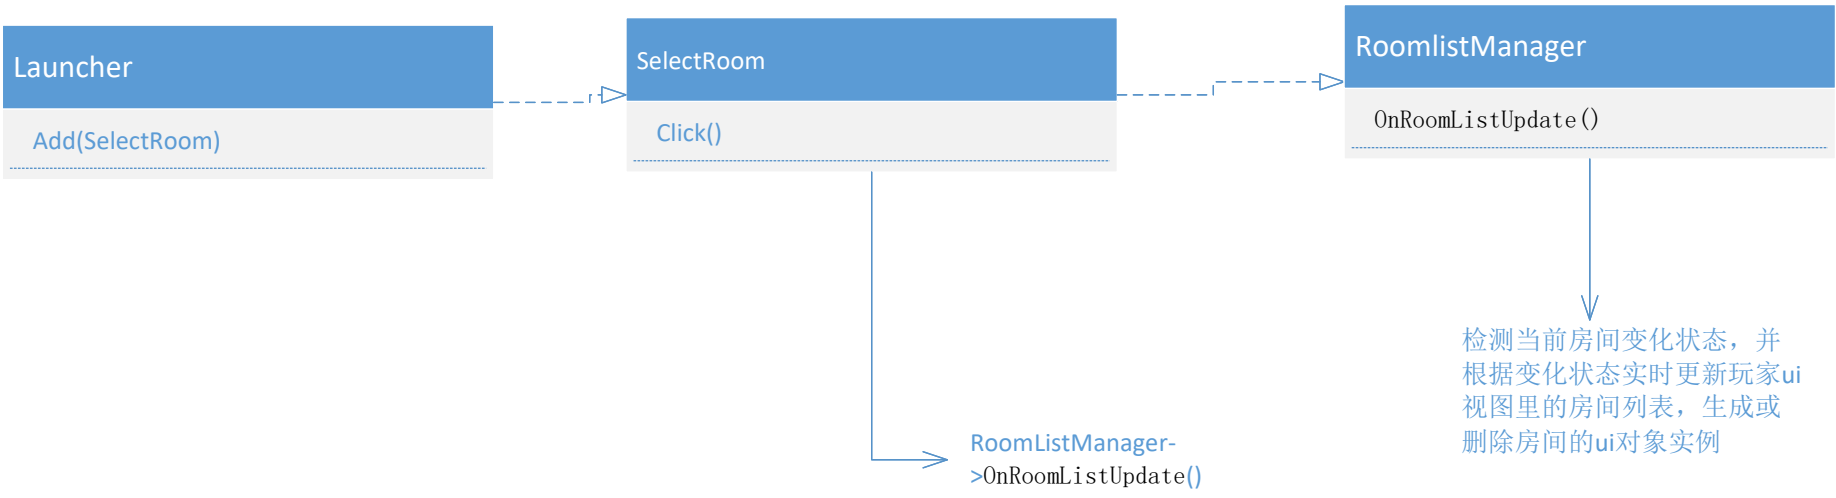 Launcher
Add(SelectRoom)
SelectRoom
Click()
RoomlistManager
OnRoomListUpdate()
RoomListManager-
>OnRoomListUpdate()
检测当前房间变化状态，并
根据变化状态实时更新玩家ui
视图里的房间列表，生成或
删除房间的ui对象实例